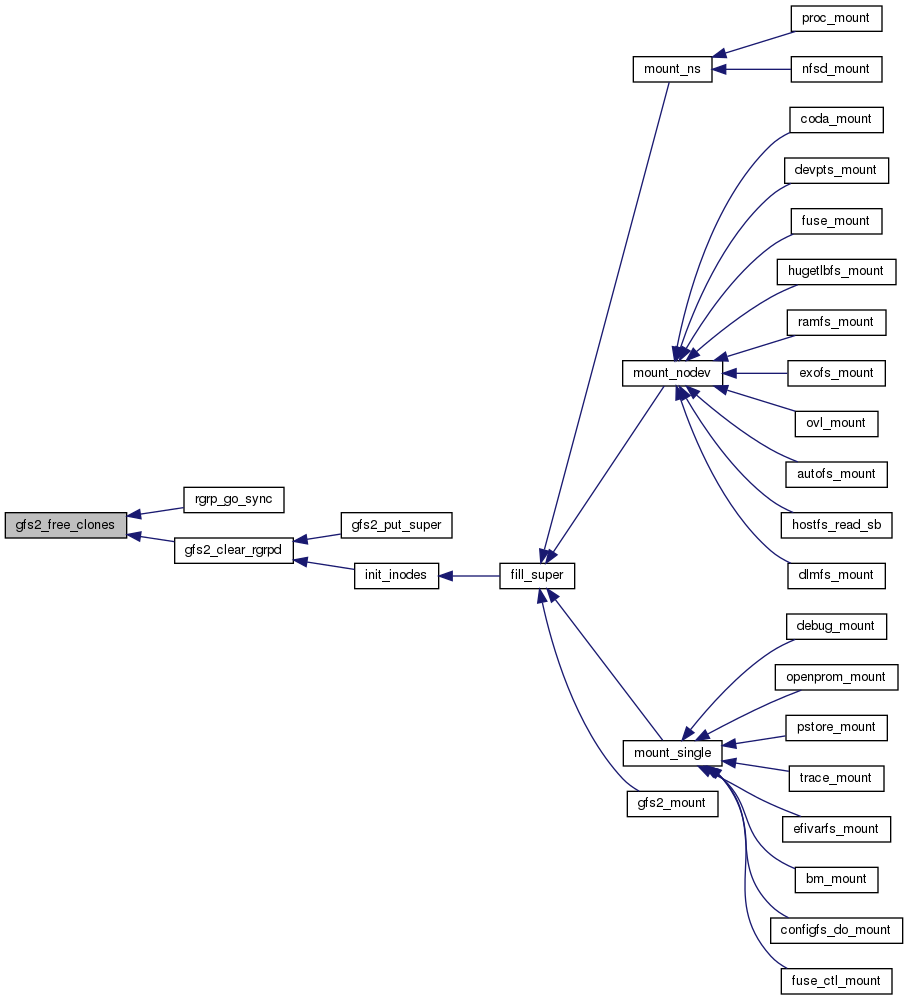 proc_mount
mount_ns
nfsd_mount
coda_mount
devpts_mount
fuse_mount
hugetlbfs_mount
ramfs_mount
mount_nodev
exofs_mount
ovl_mount
autofs_mount
rgrp_go_sync
gfs2_free_clones
gfs2_put_super
hostfs_read_sb
gfs2_clear_rgrpd
init_inodes
fill_super
dlmfs_mount
debug_mount
openprom_mount
pstore_mount
mount_single
trace_mount
gfs2_mount
efivarfs_mount
bm_mount
configfs_do_mount
fuse_ctl_mount